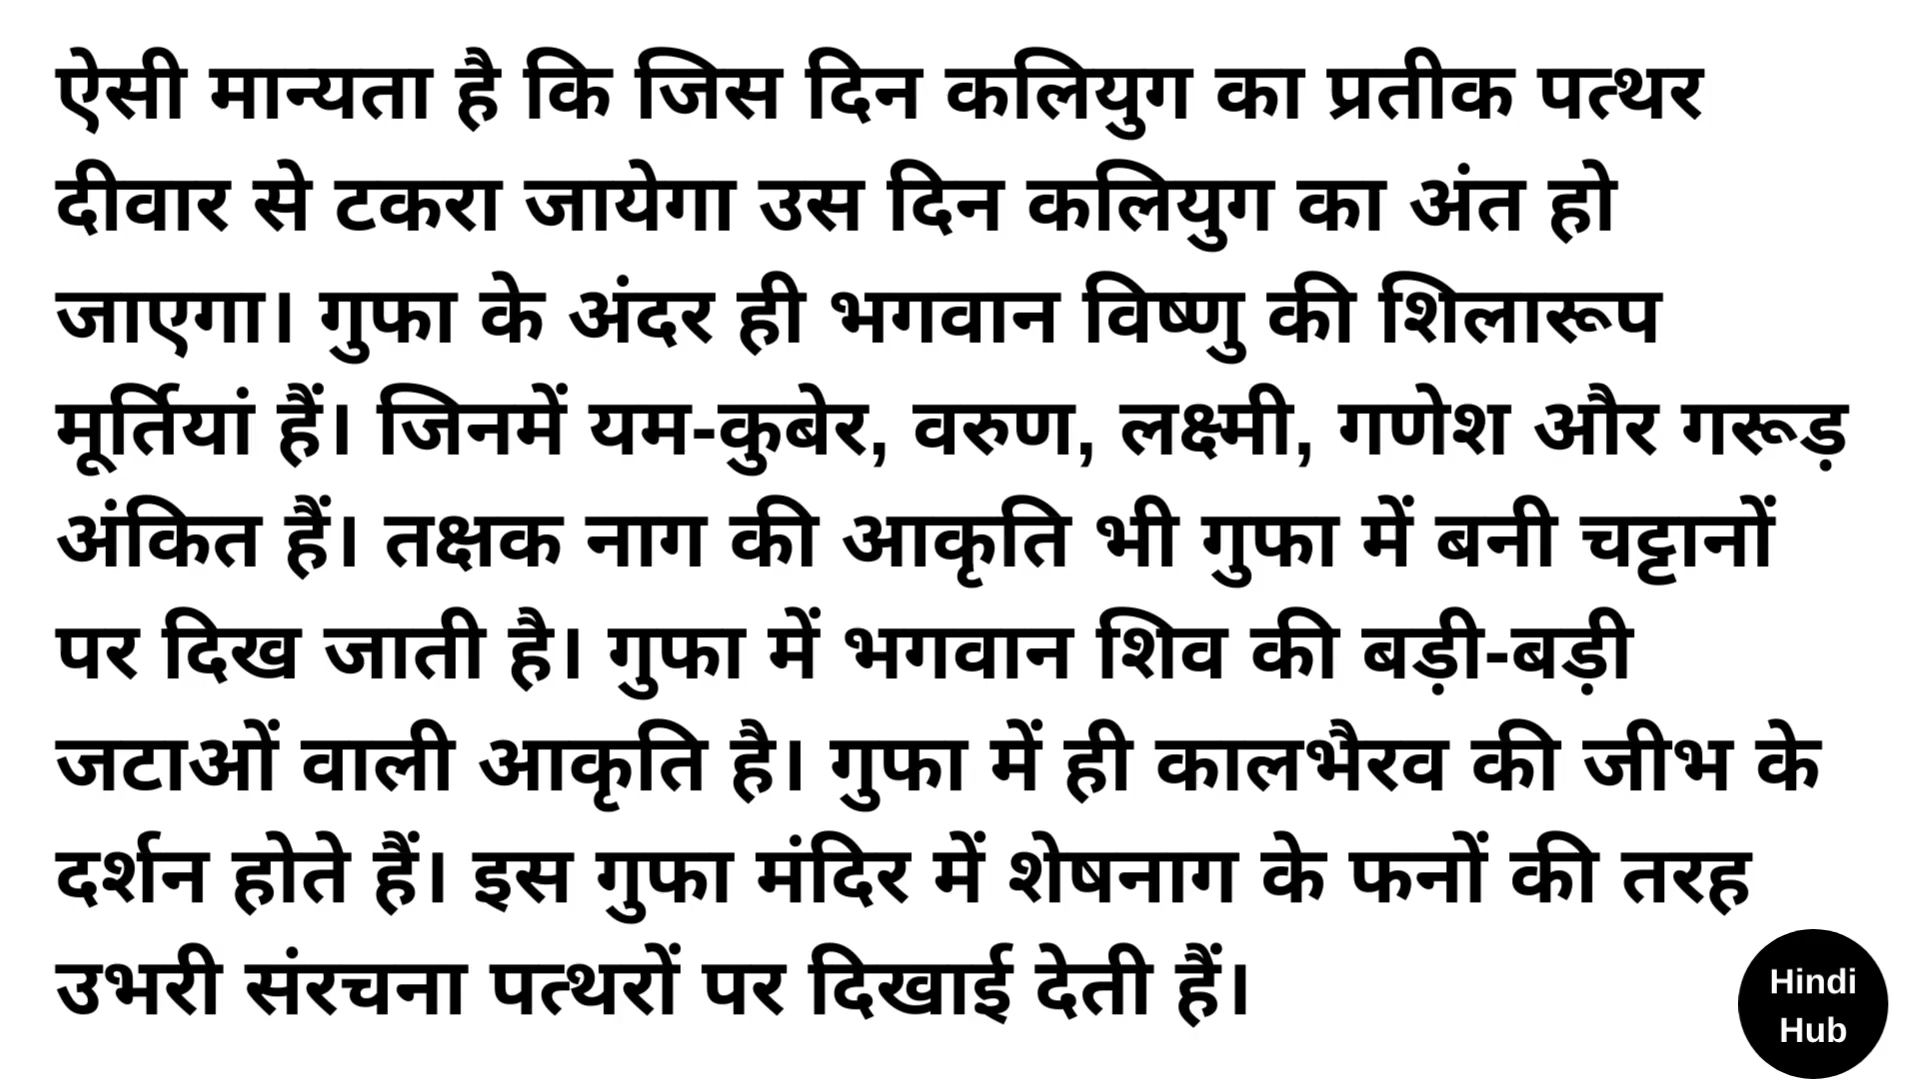 ऐसी मान्यता है कि जिस दिन कलियुग का प्रतीक पत्थर
दीवार से टकरा जायेगा उस दिन कलियुग का अंत हो
जाएगा। गुफा के अंदर ही भगवान विष्णु की शिलारूप
मूर्तियां हैं। जिनमें यम-कुबेर, वरुण, लक्ष्मी, गणेश और गरूड़
अंकित हैं। तक्षक नाग की आकृति भी गुफा में बनी चट्टानों
पर दिख जाती है। गुफा में भगवान शिव की बड़ी-बड़ी
जटाओं वाली आकृति है। गुफा में ही कालभैरव की जीभ के
दर्शन होते हैं। इस गुफा मंदिर में शेषनाग के फनों की तरह
उभरी संरचना पत्थरों पर दिखाई देती हैं।
Hindi
Hub